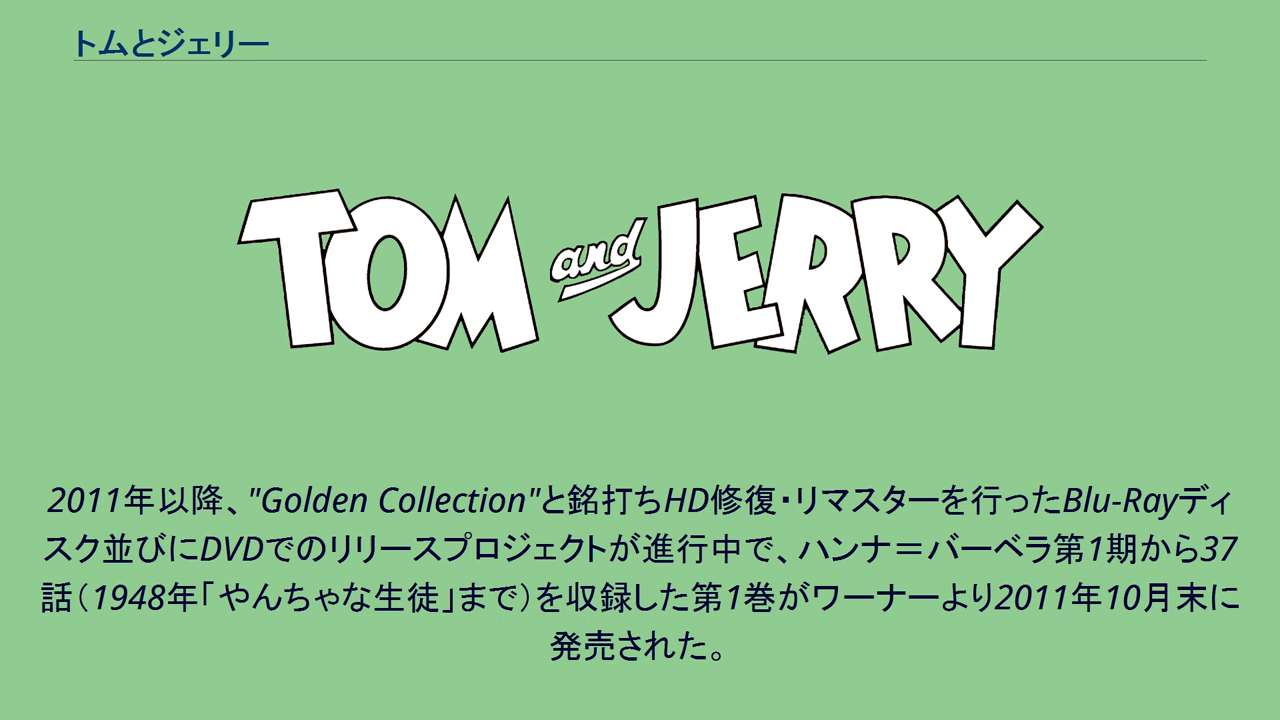 トムとジェリー
TOM and JERRY
2011年以降、"Golden Collection"と銘打ちHD修復・リマスターを行ったBlu-Rayディ
スク並びにDVDでのリリースプロジェクトが進行中で、ハンナ＝バーベラ第1期から37
話（1948年「やんちゃな生徒」まで）を収録した第1巻がワーナーより2011年10月末に
発売された。